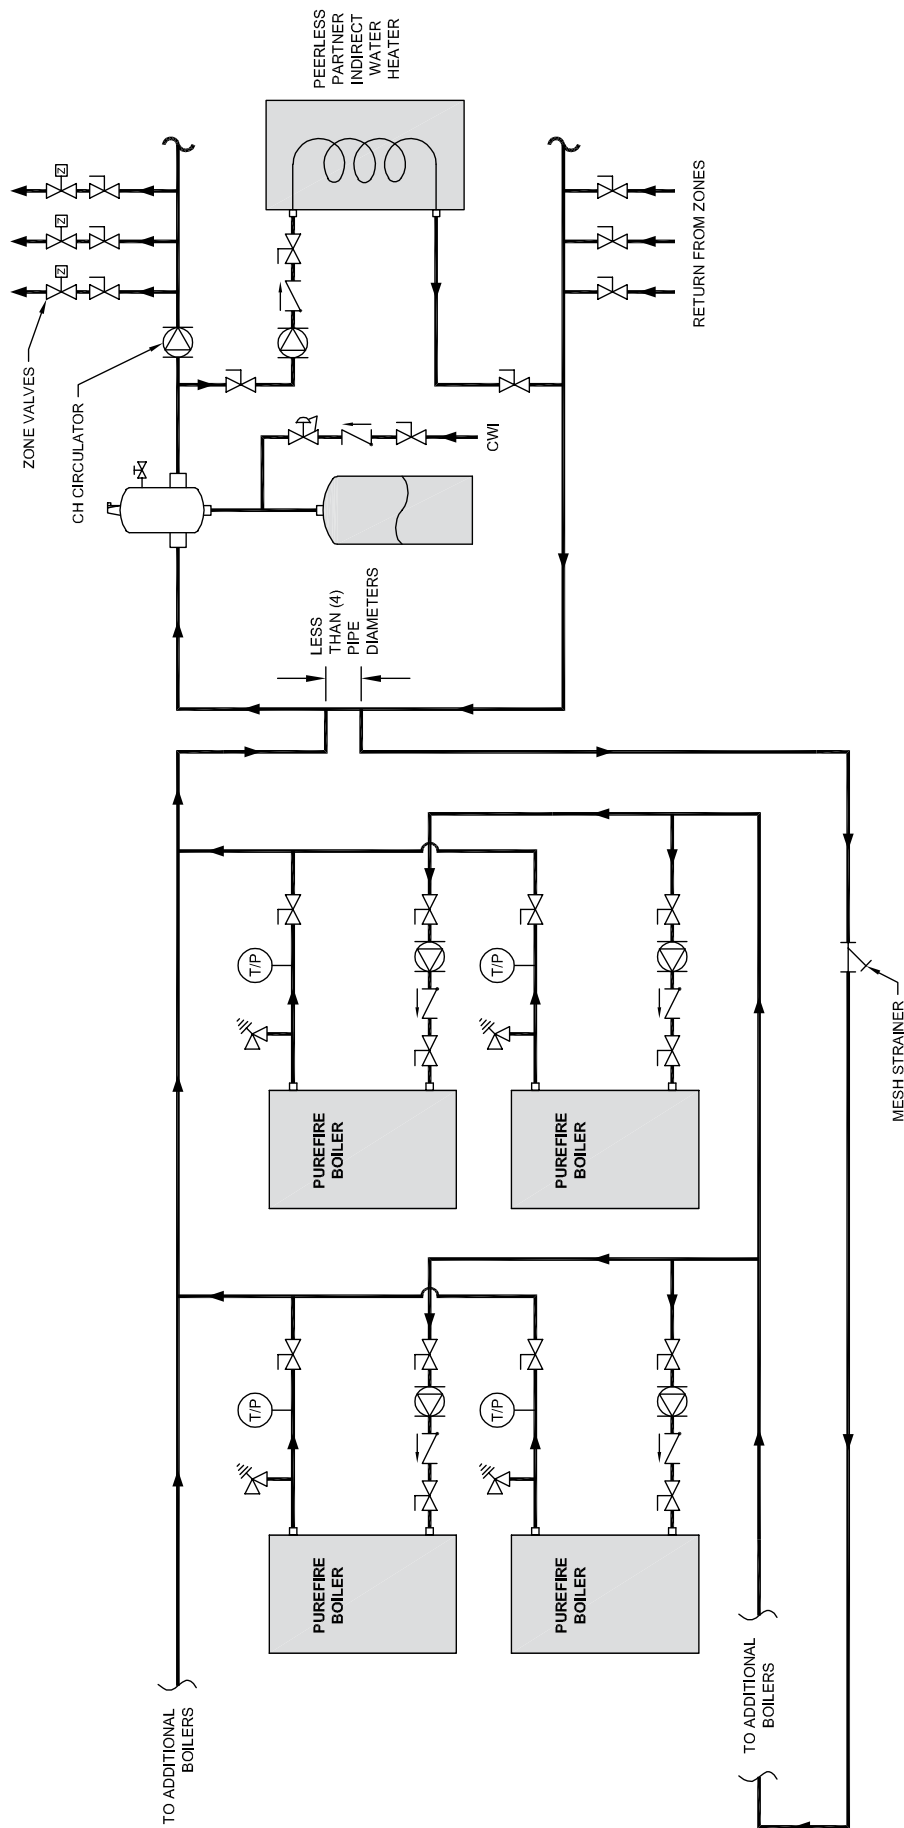 ZONE VALVES
Z
Z
Z
CH CIRCULATOR
TO ADDITIONAL
BOILERS
T/P
T/P
PEERLESS
PARTNER
INDIRECT
WATER
HEATER
PUREFIRE
BOILER
PUREFIRE
BOILER
LESS
THAN (4)
PIPE
DIAMETERS
CWI
T/P
T/P
PUREFIRE
BOILER
PUREFIRE
BOILER
RETURN FROM ZONES
TO ADDITIONAL
BOILERS
MESH STRAINER